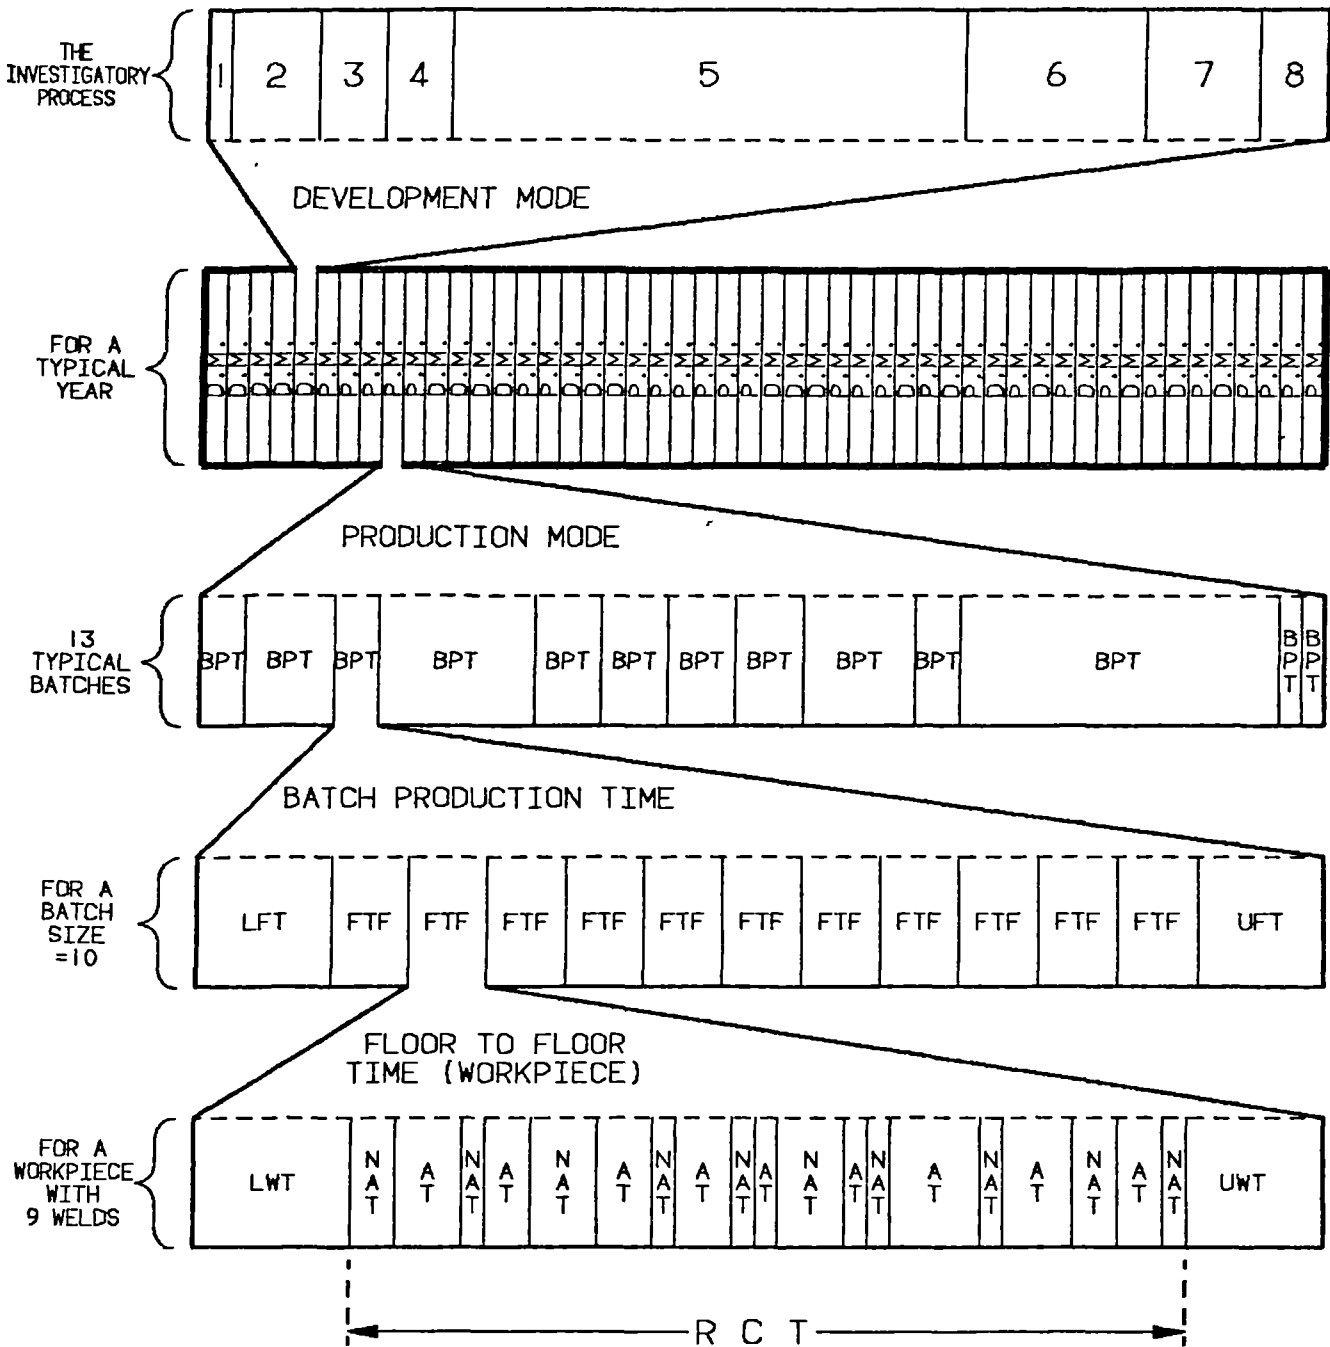 THE
INVESTIGATORY
PROCESS
1 2 3 4 5 6 7 8
DEVELOPMENT MODE
FOR A
TYPICAL
YEAR
D.M. D.M. D.M. D.M. D.M. P.M. P.M. P.M. P.M.
PRODUCTION MODE
13
TYPICAL
BATCHES
BPT BPT BPT BPT BPT BPT BPT BPT BPT BPT BPT BPT BPT
BATCH PRODUCTION TIME
FOR A
BATCH
SIZE
=10
LFT FTF FTF FTF FTF FTF FTF FTF FTF FTF FTF FTF UFT
FLOOR TO FLOOR
TIME (WORKPIECE)
FOR A
WORKPIECE
WITH
9 WELDS
LWT NAT AT NAT AT NAT AT NAT AT NAT AT NAT AT NAT AT NAT AT NAT AT NAT UWT
R C T